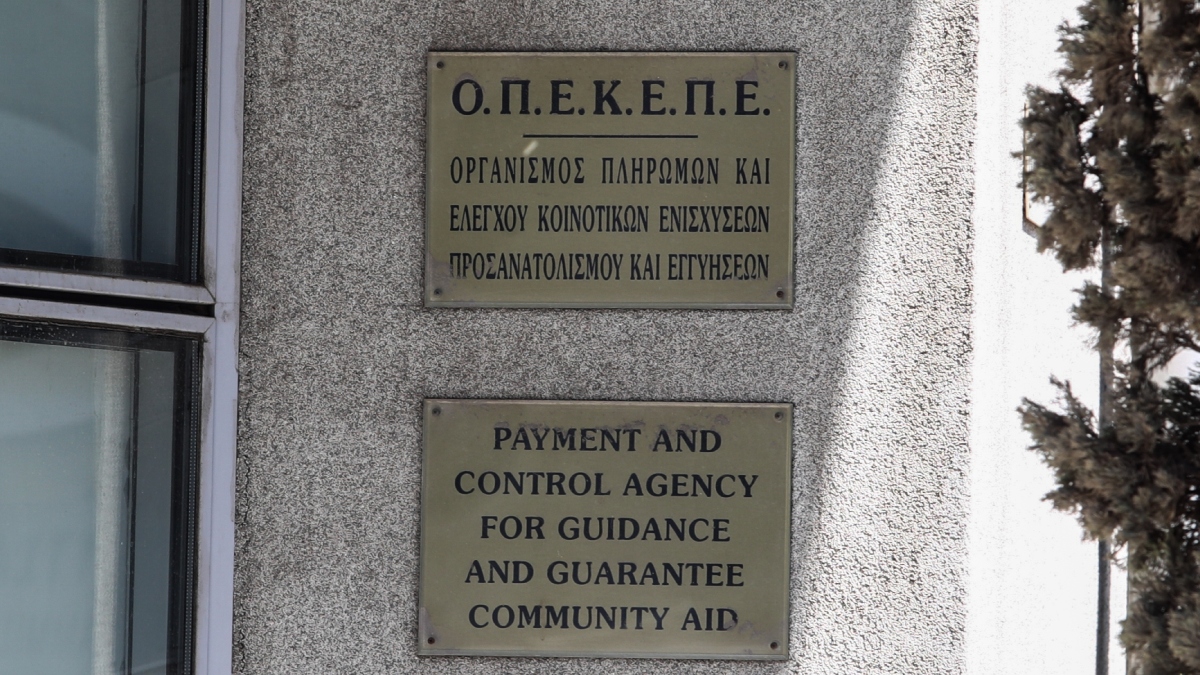 Ο.Π.Ε.Κ.Ε.Π.Ε.
ΟΡΓΑΝΙΣΜΟΣ ΠΛΗΡΩΜΩΝ ΚΑΙ
ΕΛΕΓΧΟΥ ΚΟΙΝΟΤΙΚΩΝ ΕΝΙΣΧΥΣΕΩΝ
ΠΡΟΣΑΝΑΤΟΛΙΣΜΟΥ ΚΑΙ ΕΓΓΥΗΣΕΩΝ
PAYMENT AND
CONTROL AGENCY
FOR GUIDANCE
AND GUARANTEE
COMMUNITY AID